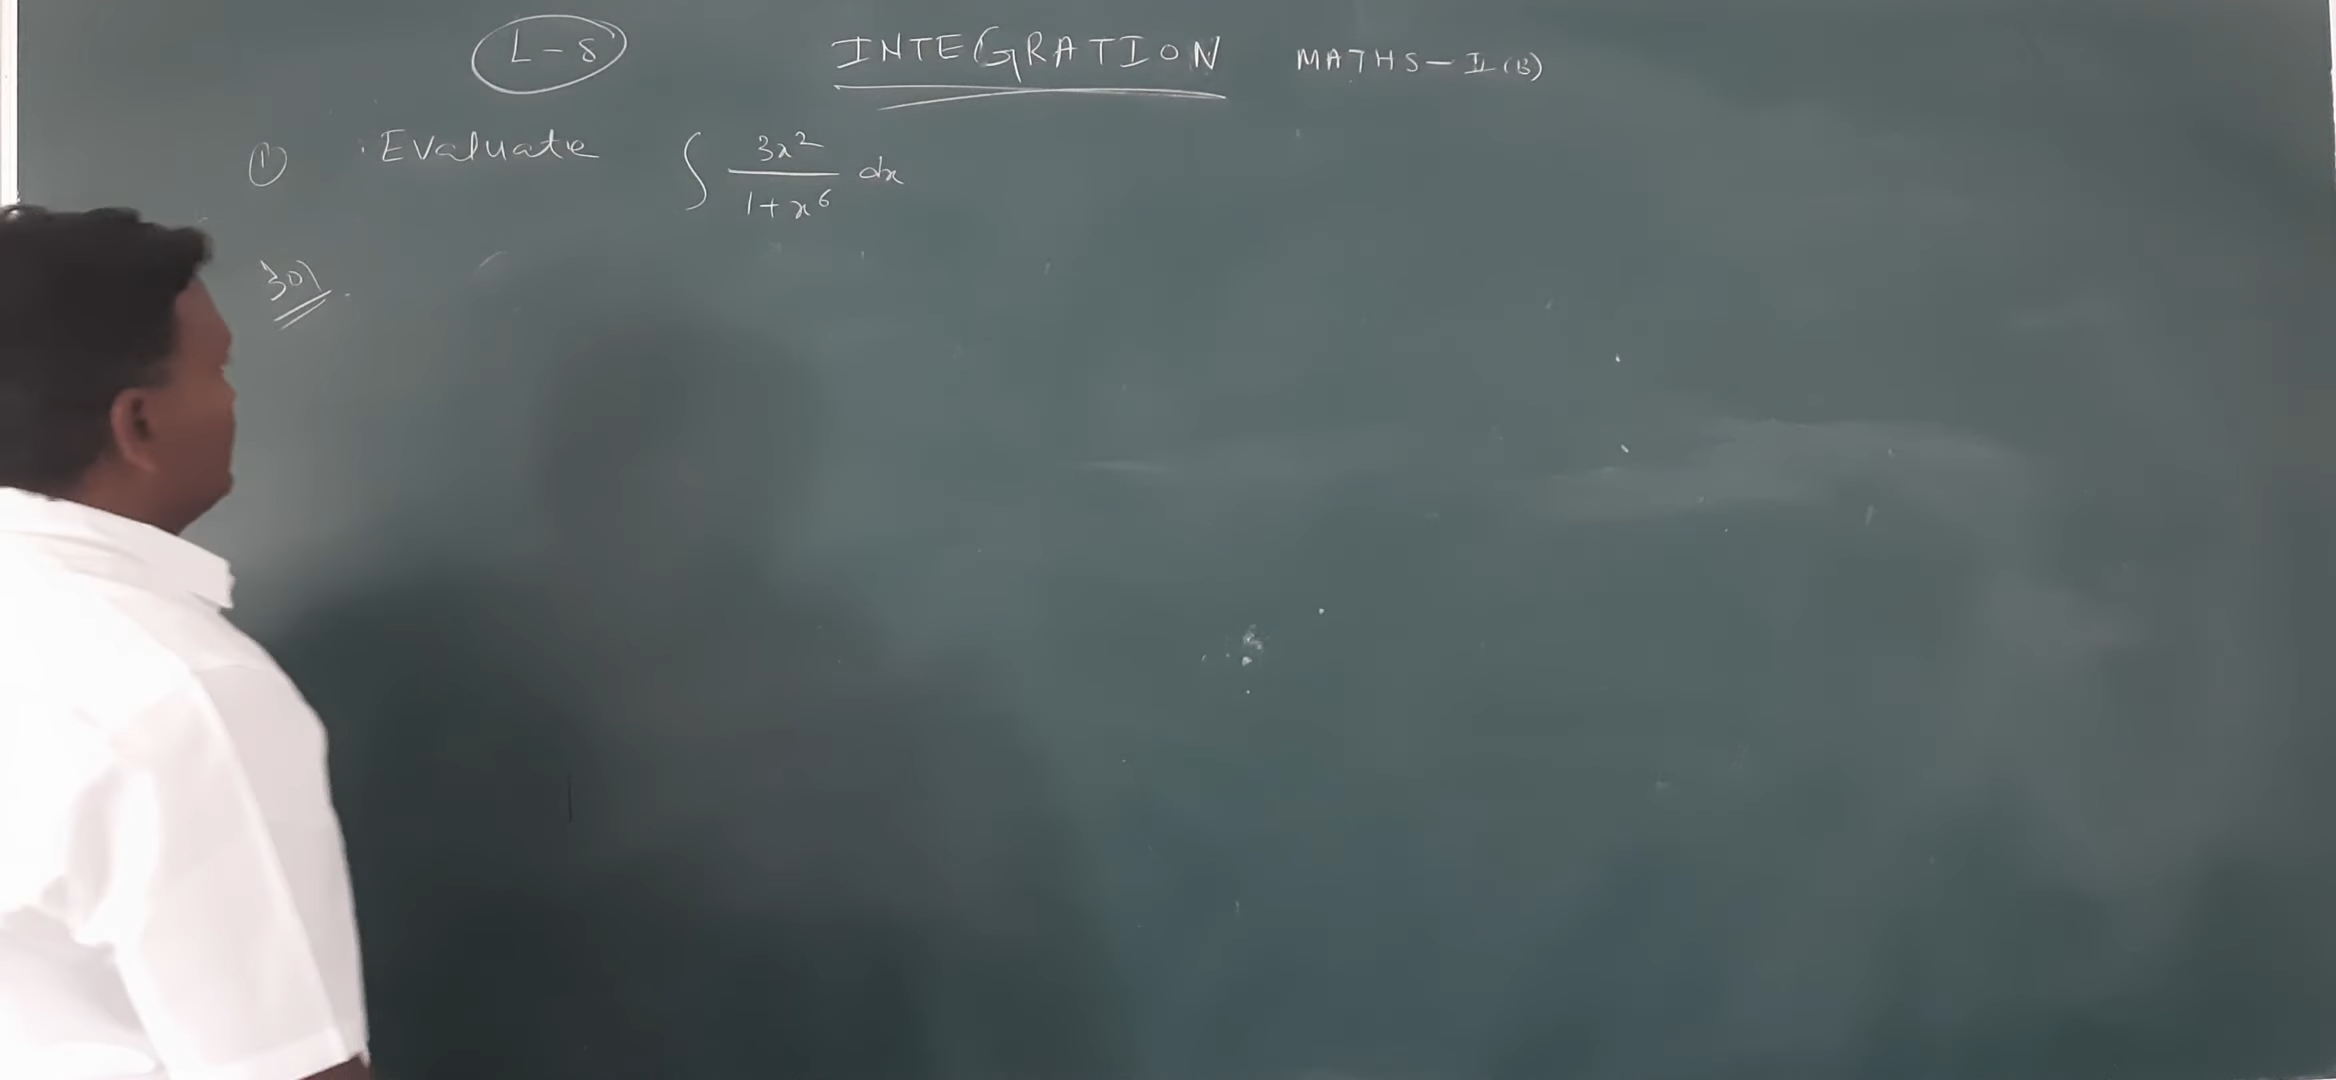 L-8 INTEGRATION MATHS-II(B)
① Evaluate ∫ 3x²/(1+x⁶) dx
Sol